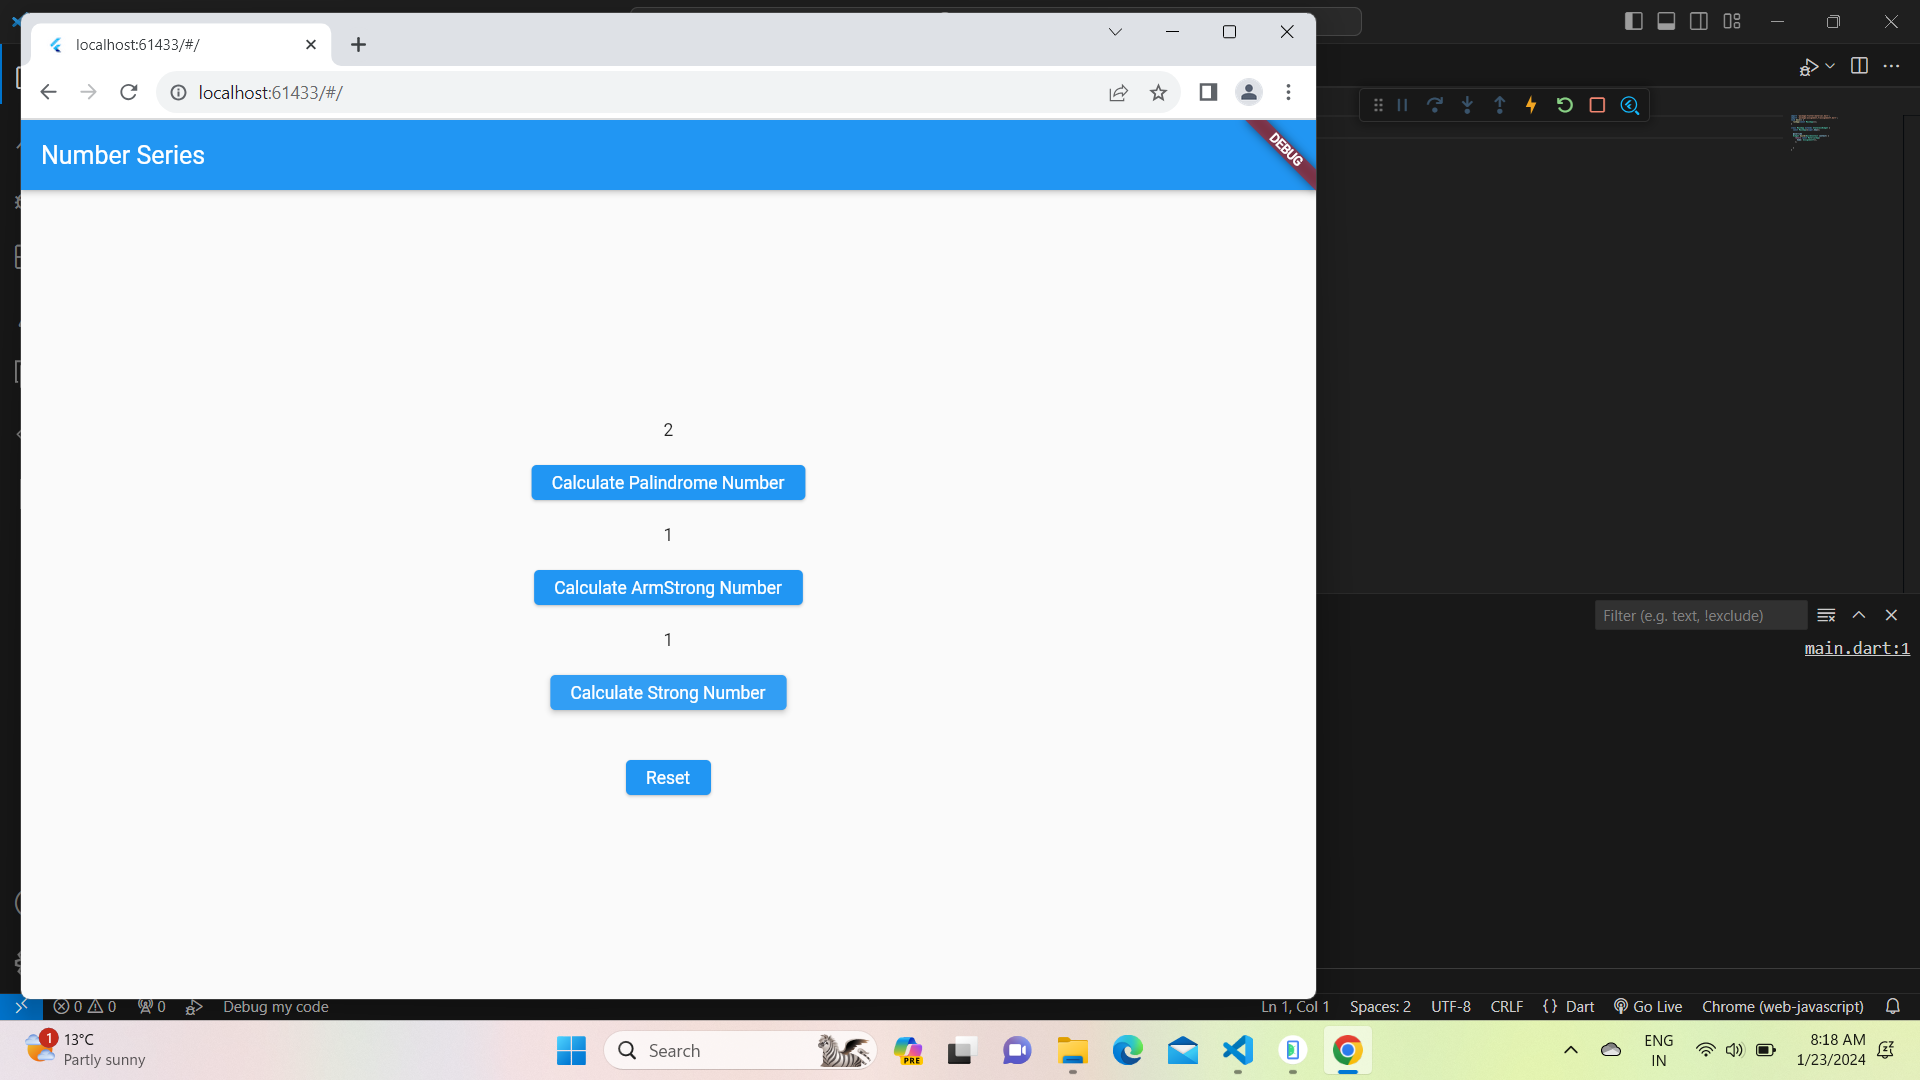 localhost:61433/#/
localhost:61433/#/
Number Series
DEBUG
2
Calculate Palindrome Number
1
Calculate ArmStrong Number
1
Calculate Strong Number
Reset
Filter (e.g. text, !exclude)
main.dart:1
0 0 0 Debug my code
Ln 1, Col 1 Spaces: 2 UTF-8 CRLF {} Dart Go Live Chrome (web-javascript)
1
13°C
Partly sunny
Search
PRE
ENG
IN
8:18 AM
1/23/2024